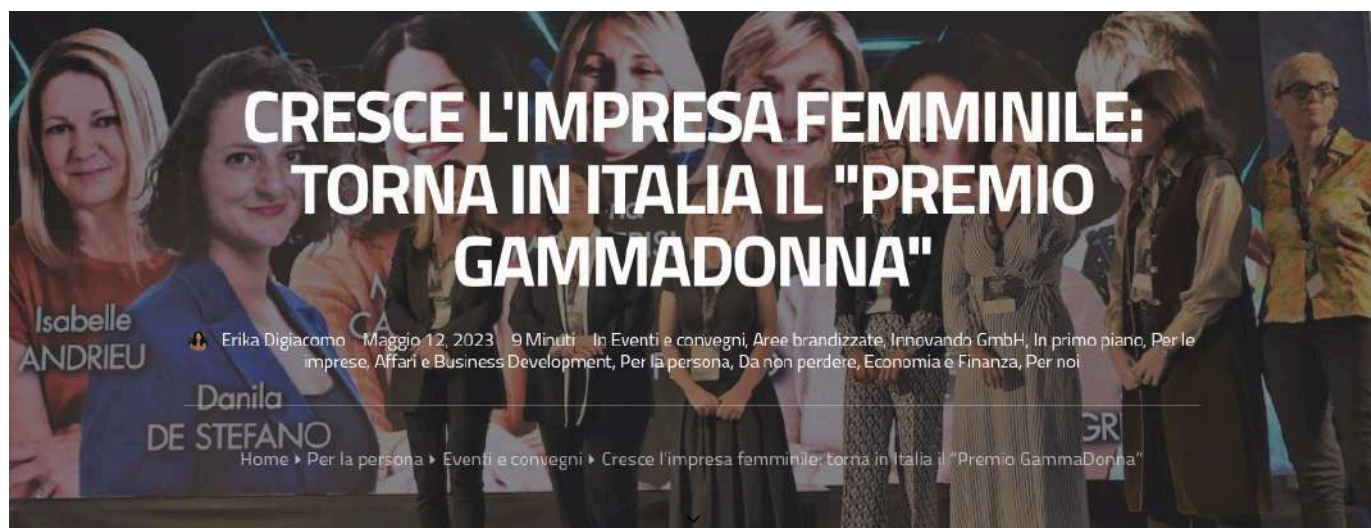 CRESCE L'IMPRESA FEMMINILE:
TORNA IN ITALIA IL "PREMIO
GAMMADONNA"
Isabelle
ANDRIEU
Erika Digiacomo Maggio 12, 2023 9 Minuti In Eventi e convegni, Aree brandizzate, Innovando GmbH, In primo piano, Per le
imprese, Affari e Business Development, Per la persona, Da non perdere, Economia e Finanza, Per noi
Danila
DE STEFANO
Home ▸ Per la persona ▸ Eventi e convegni ▸ Cresce l'impresa femminile: torna in Italia il "Premio GammaDonna"